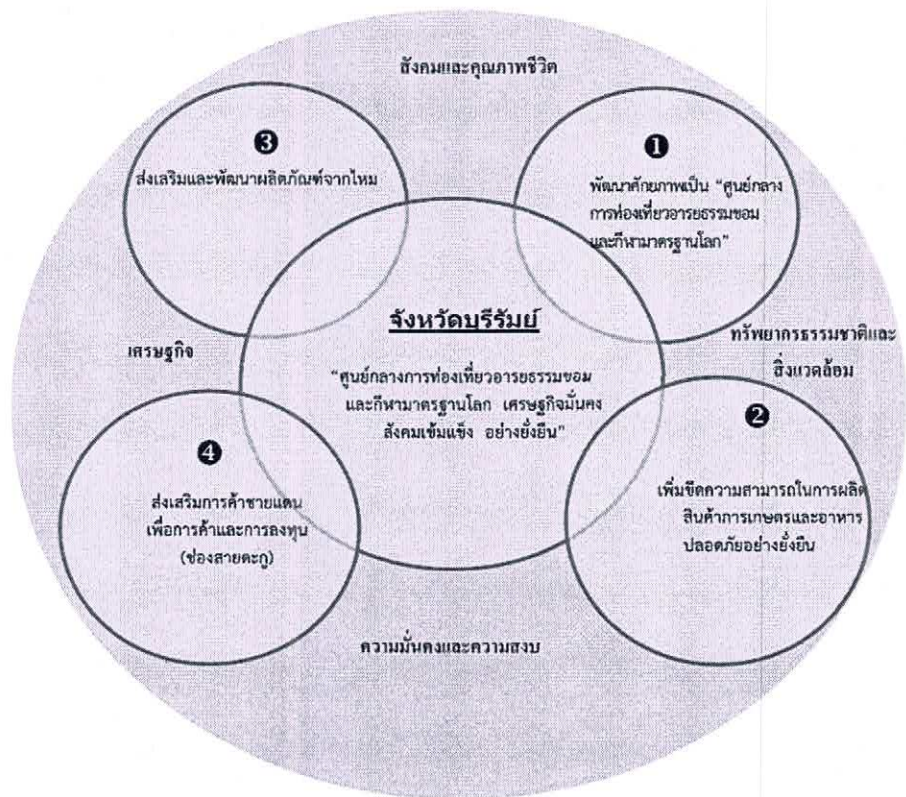 สังคมและคุณภาพชีวิต
❸
ส่งเสริมและพัฒนาผลิตภัณฑ์จากไหม
❶
พัฒนาศักยภาพเป็น “ศูนย์กลาง
การท่องเที่ยวอารยธรรมขอม
และกีฬามาตรฐานโลก”
จังหวัดบุรีรัมย์
“ศูนย์กลางการท่องเที่ยวอารยธรรมขอม
และกีฬามาตรฐานโลก เศรษฐกิจมั่นคง
สังคมเข้มแข็ง อย่างยั่งยืน”
เศรษฐกิจ
ทรัพยากรธรรมชาติและ
สิ่งแวดล้อม
❹
ส่งเสริมการค้าชายแดน
เพื่อการค้าและการลงทุน
(ช่องสายตะกู)
❷
เพิ่มขีดความสามารถในการผลิต
สินค้าการเกษตรและอาหาร
ปลอดภัยอย่างยั่งยืน
ความมั่นคงและความสงบ